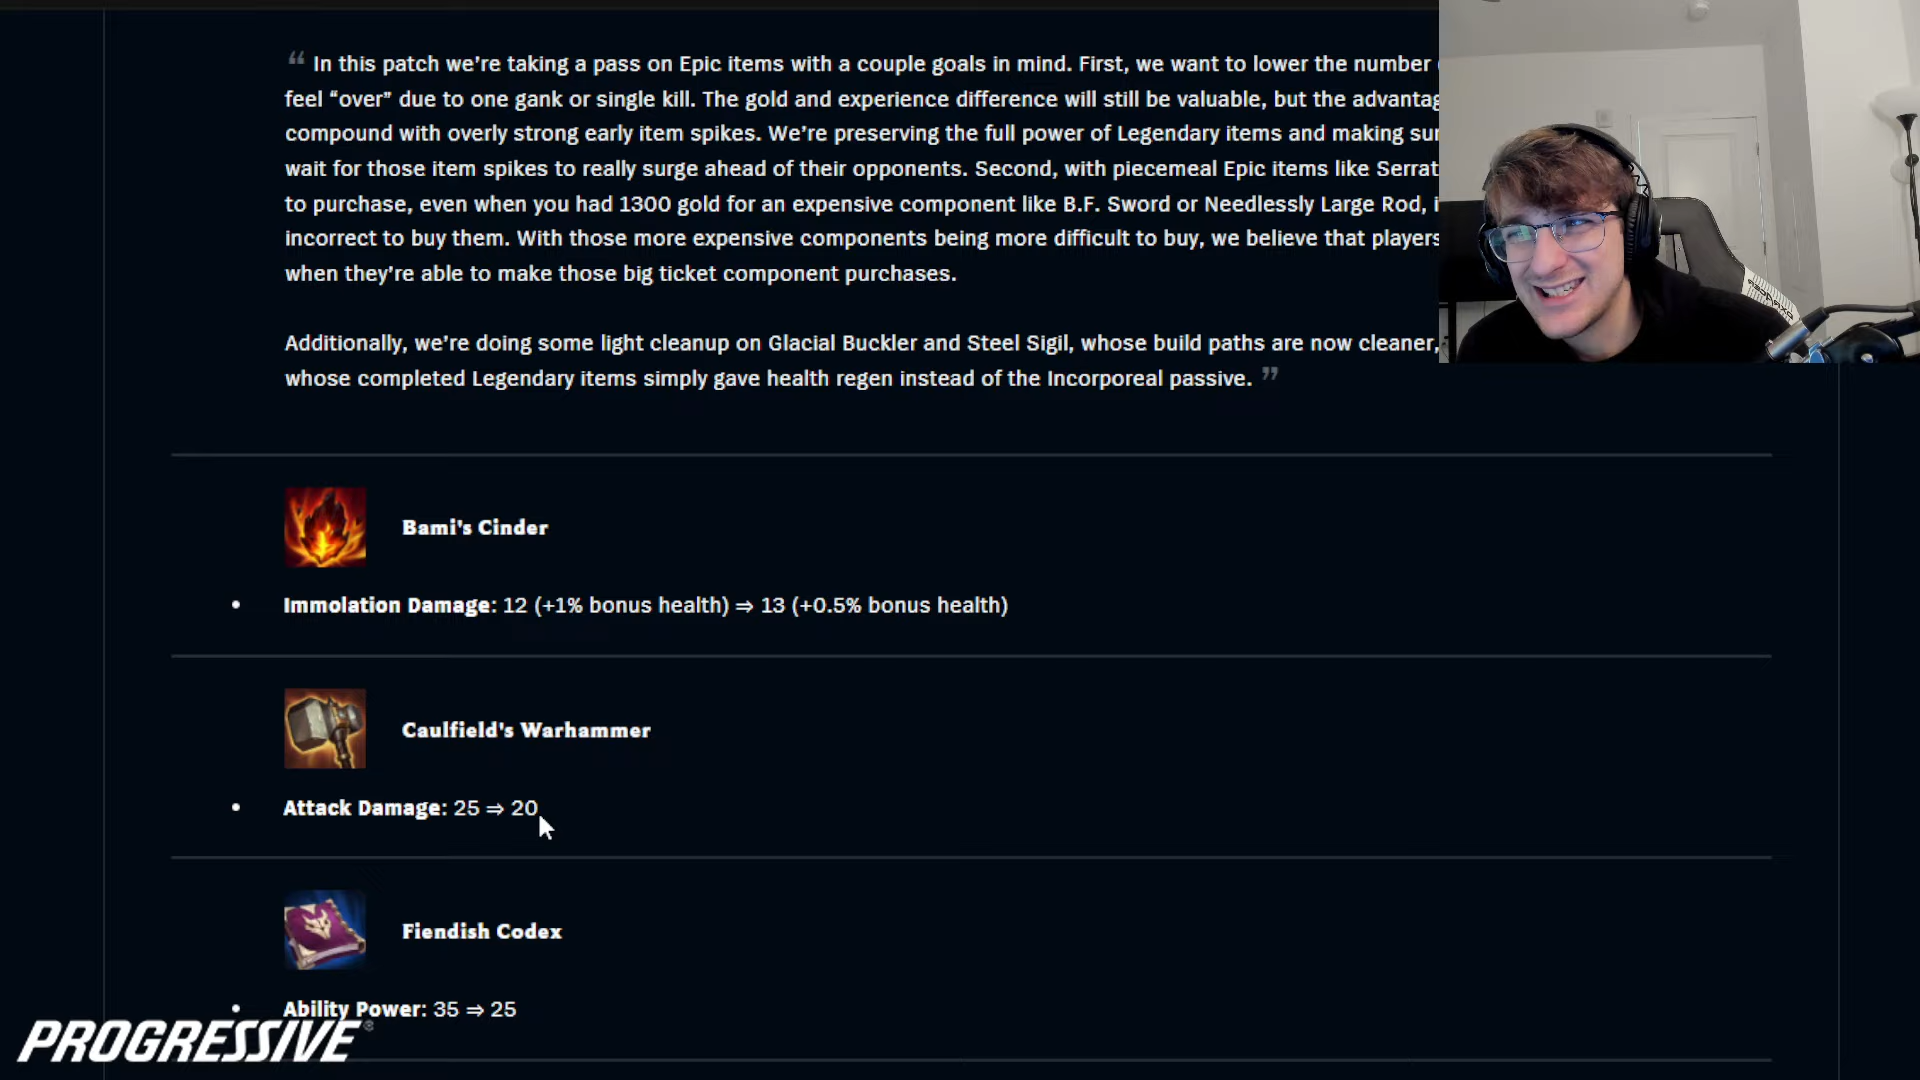 “ In this patch we’re taking a pass on Epic items with a couple goals in mind. First, we want to lower the number
feel “over” due to one gank or single kill. The gold and experience difference will still be valuable, but the
compound with overly strong early item spikes. We’re preserving the full power of Legendary items and making
wait for those item spikes to really surge ahead of their opponents. Second, with piecemeal Epic items like
to purchase, even when you had 1300 gold for an expensive component like B.F. Sword or Needlessly Large Rod,
incorrect to buy them. With those more expensive components being more difficult to buy, we believe that players
when they’re able to make those big ticket component purchases.
Additionally, we’re doing some light cleanup on Glacial Buckler and Steel Sigil, whose build paths are now cleaner,
whose completed Legendary items simply gave health regen instead of the Incorporeal passive. ”
Bami's Cinder
• Immolation Damage: 12 (+1% bonus health) ⇒ 13 (+0.5% bonus health)
Caulfield's Warhammer
• Attack Damage: 25 ⇒ 20
Fiendish Codex
• Ability Power: 35 ⇒ 25
PROGRESSIVE®